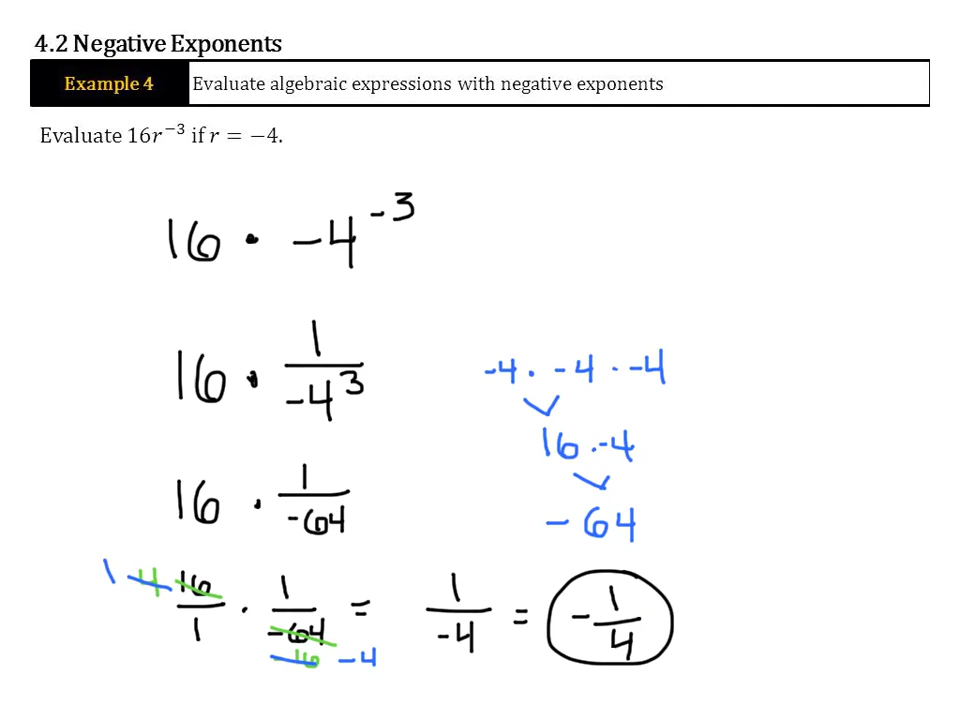 4.2 Negative Exponents
Example 4 Evaluate algebraic expressions with negative exponents
Evaluate 16r⁻³ if r = −4.
16 · -4⁻³
16 · 1/-4³
-4 · -4 · -4
16 · -4
16 · 1/-64
-64
1 4 16/1 · 1/-64 = 1/-4 = -1/4
-16 -4